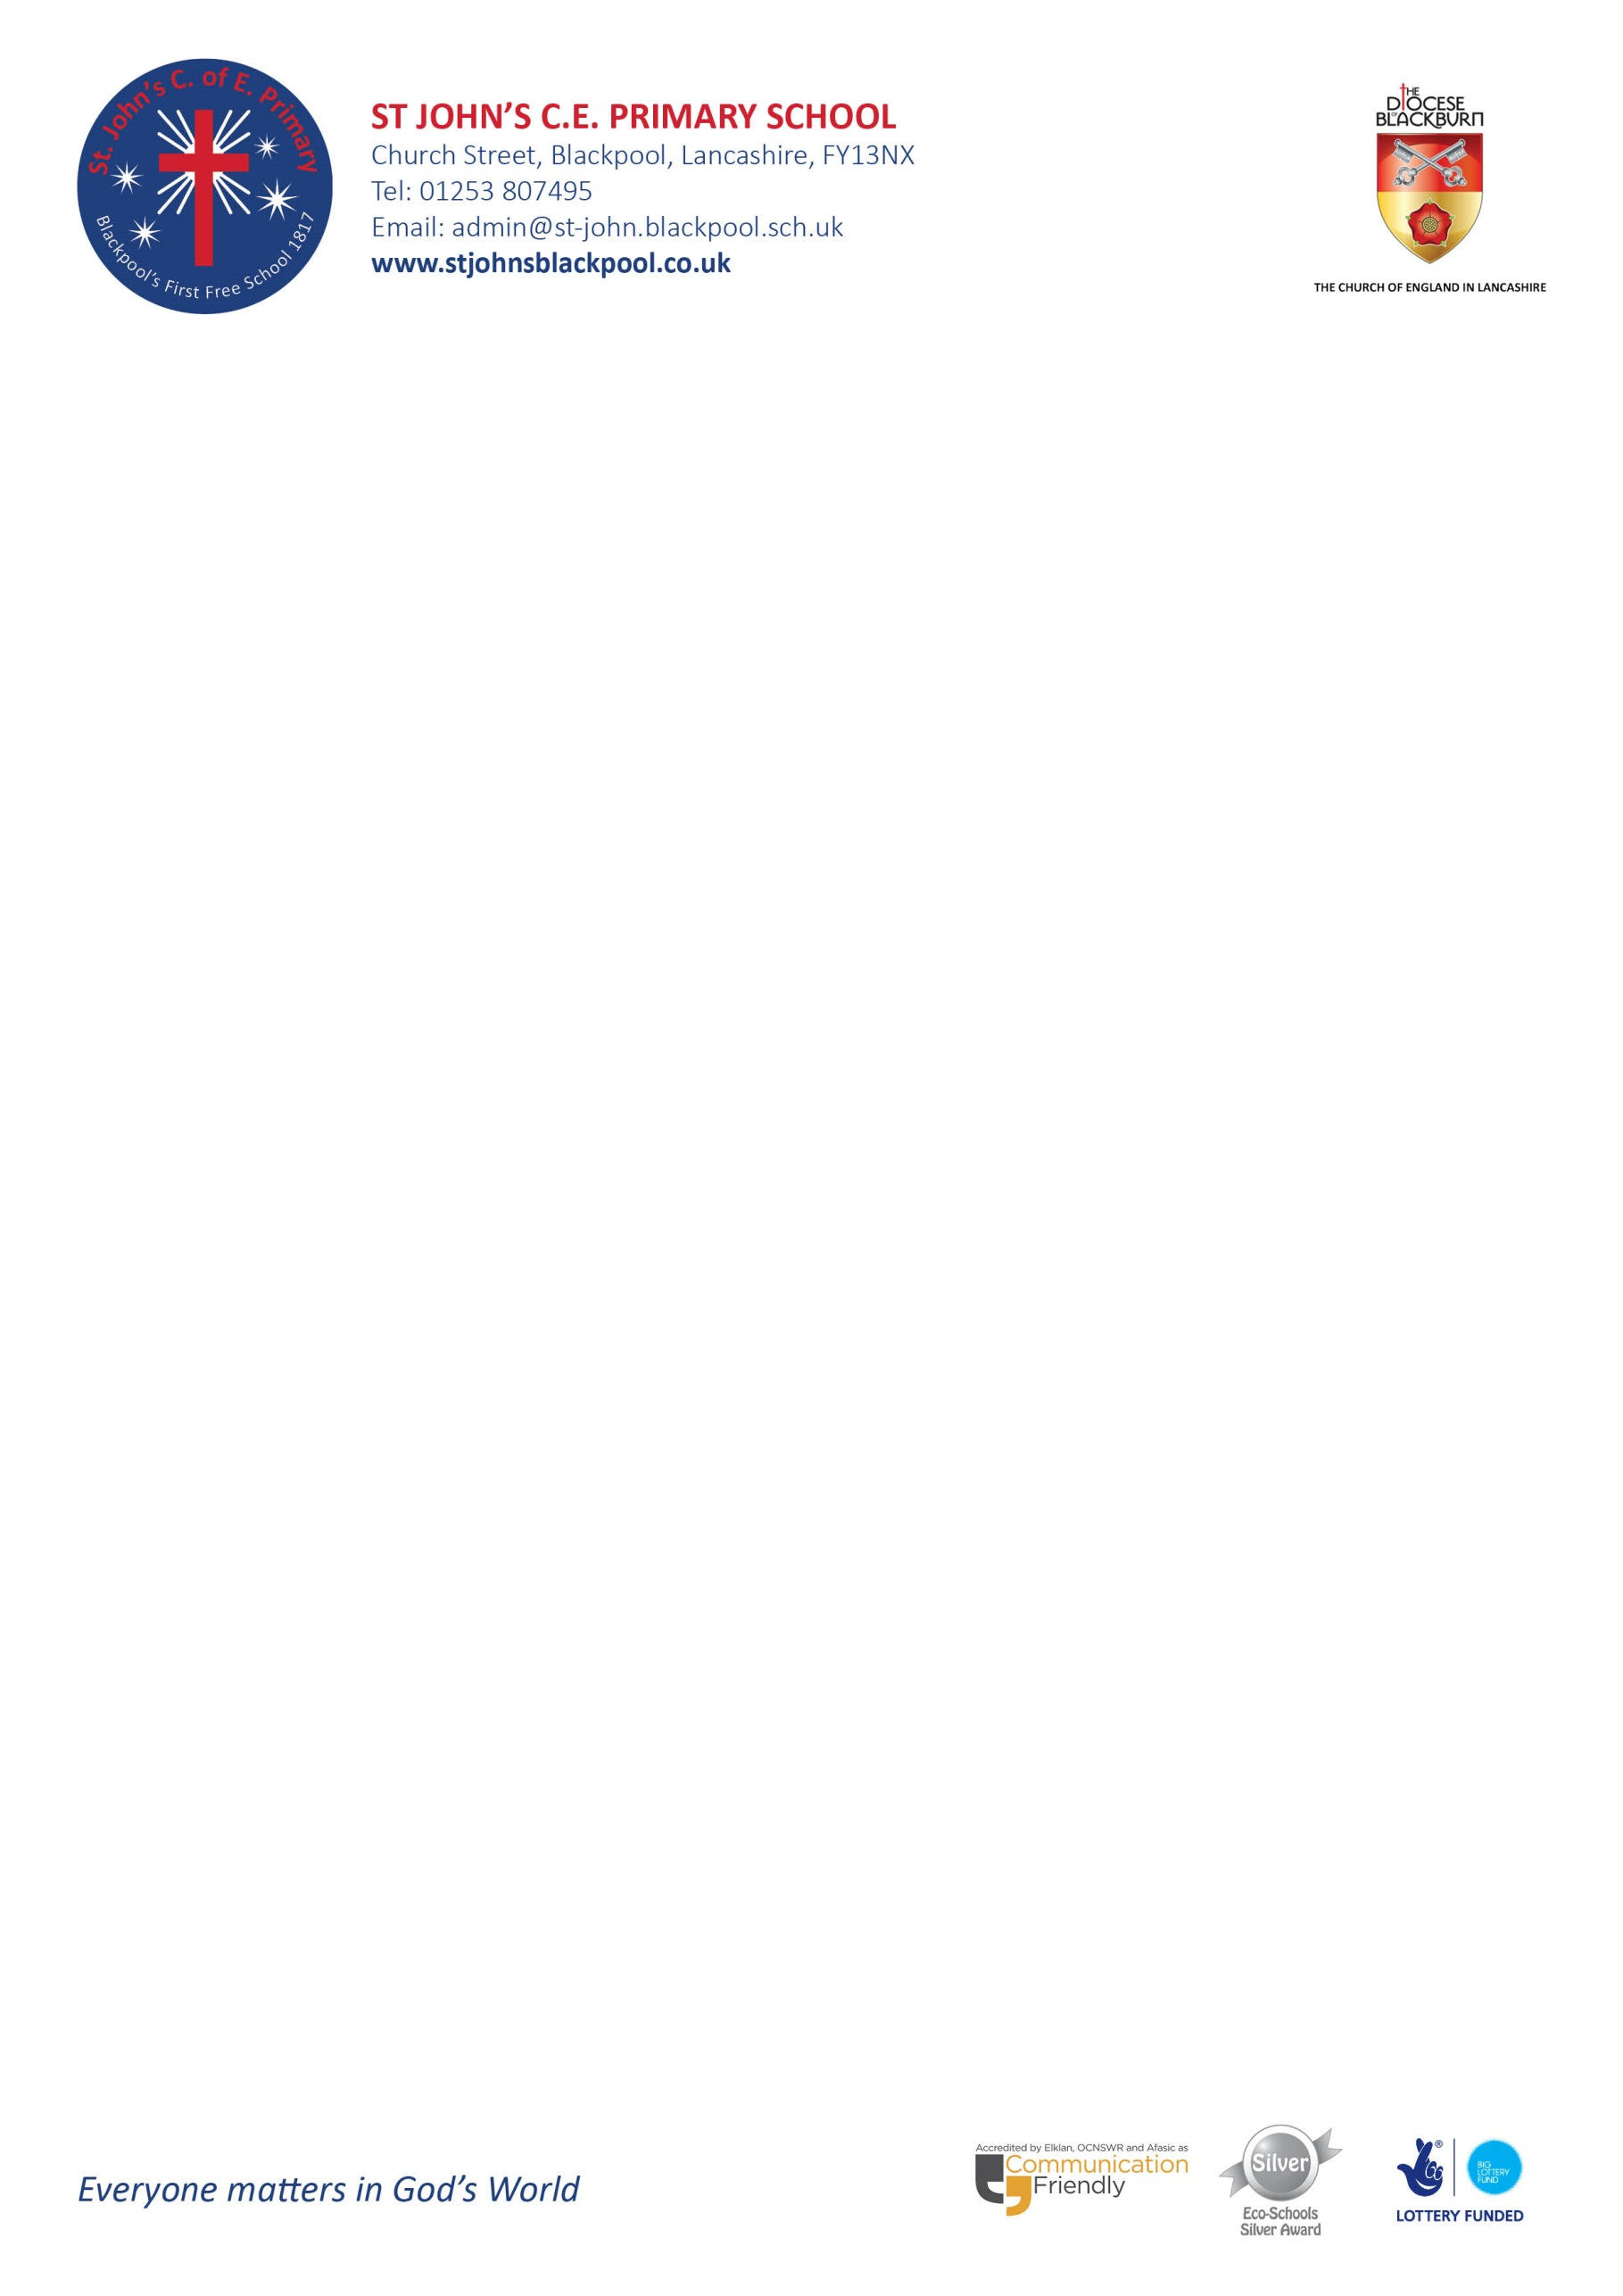 St. John's C. of E. Primary
Blackpool's First Free School 1817
ST JOHN'S C.E. PRIMARY SCHOOL
Church Street, Blackpool, Lancashire, FY13NX
Tel: 01253 807495
Email: admin@st-john.blackpool.sch.uk
www.stjohnsblackpool.co.uk
THE
DIOCESE
OF
BLACKBURN
THE CHURCH OF ENGLAND IN LANCASHIRE
Everyone matters in God's World
Accredited by Elklan, OCNSWR and Afasic as
Communication
Friendly
Silver
Eco-Schools
Silver Award
®
BIG
LOTTERY
FUND
LOTTERY FUNDED